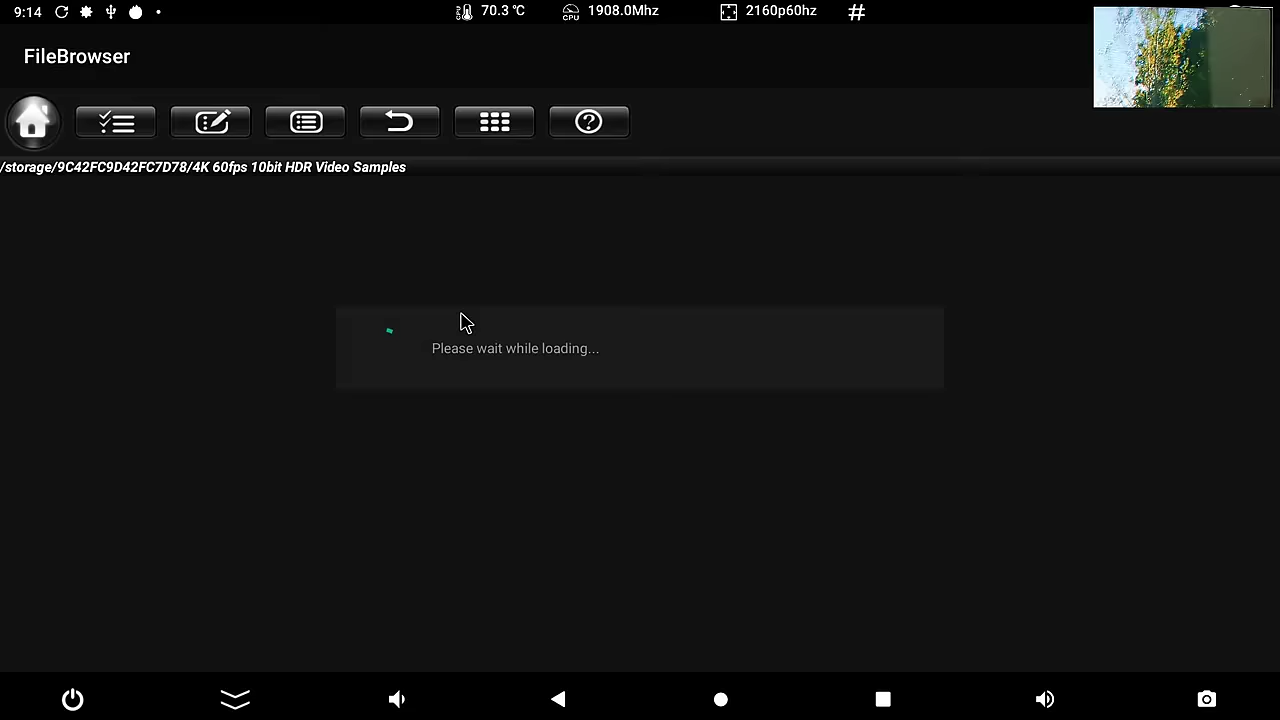 9:14 70.3℃ CPU 1908.0Mhz 2160p60hz #
FileBrowser
/storage/9C42FC9D42FC7D78/4K 60fps 10bit HDR Video Samples
Please wait while loading...